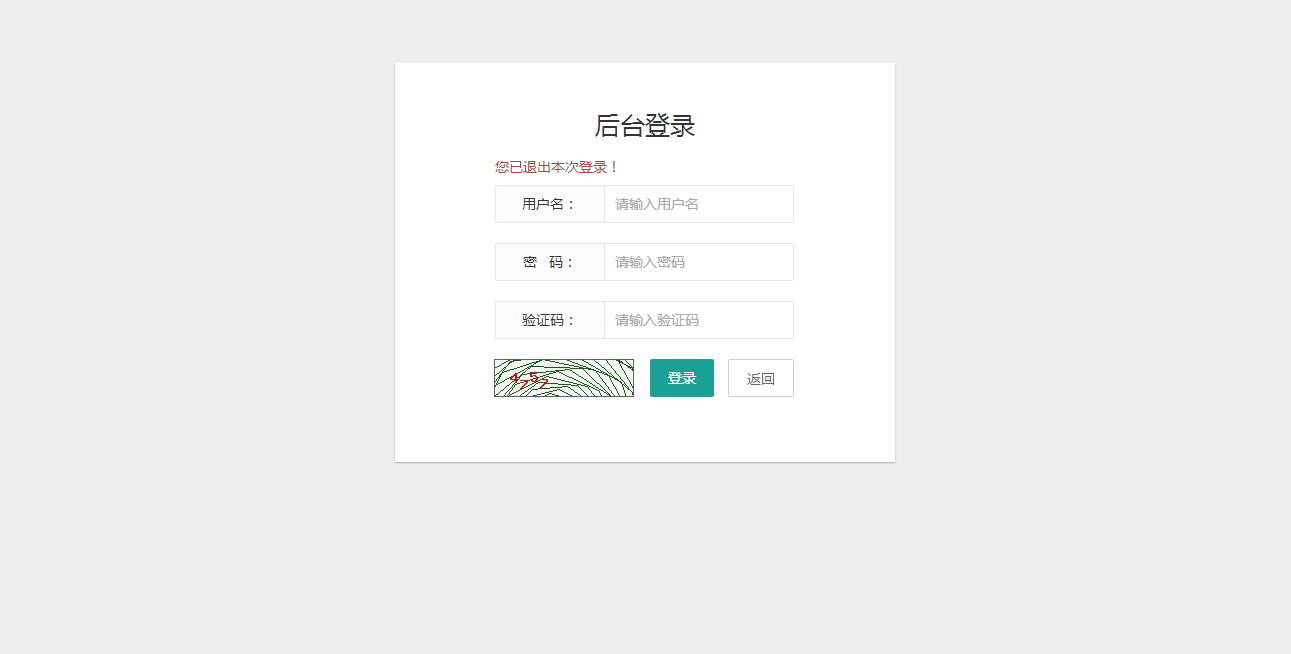 后台登录
您已退出本次登录！
用户名： 请输入用户名
密 码： 请输入密码
验证码： 请输入验证码
4757 登录 返回